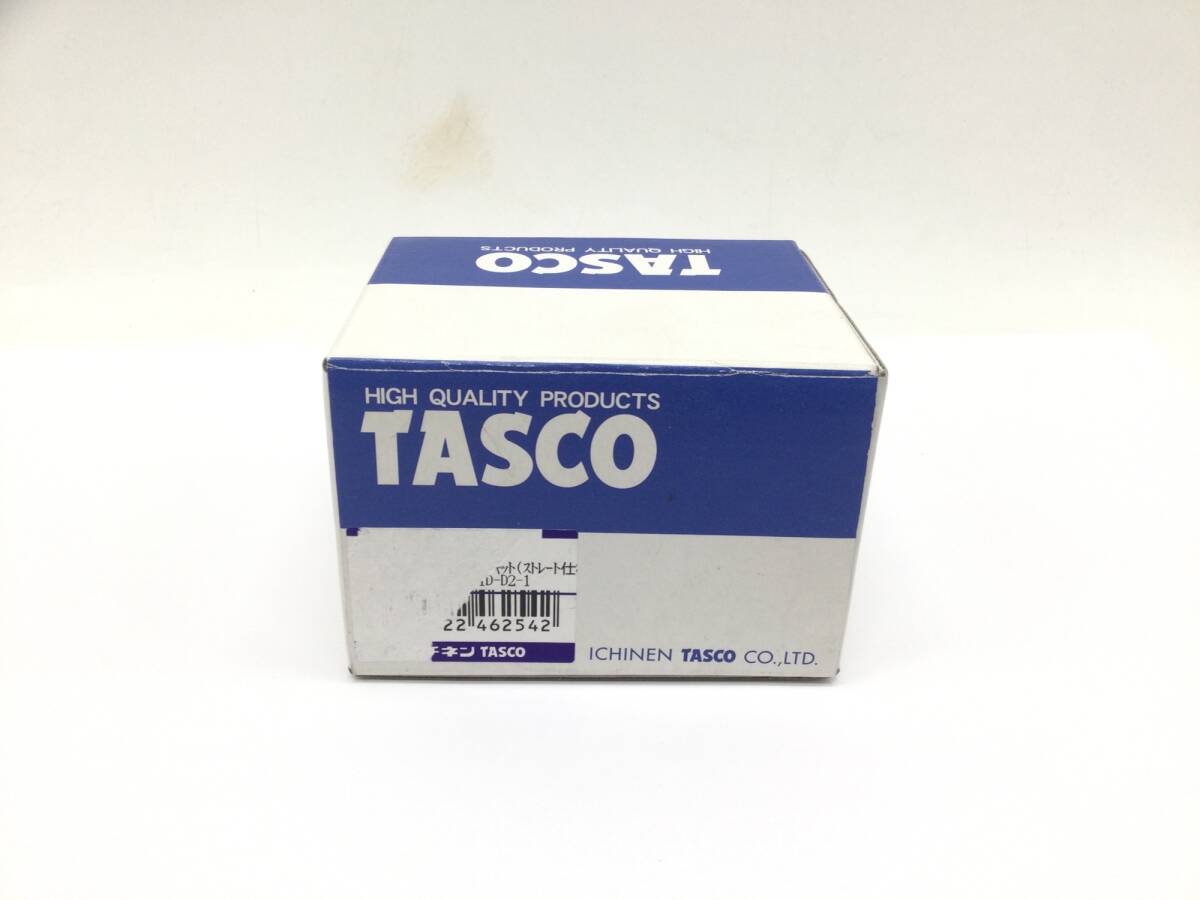 TASCO
HIGH QUALITY PRODUCTS
HIGH QUALITY PRODUCTS
TASCO
ット(ストレート仕
D-D2-1
22 462542
チネン TASCO
ICHINEN TASCO CO.,LTD.